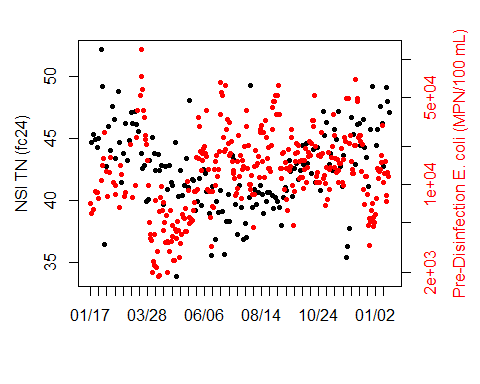 NSI TN (fc24)
50
45
40
35
01/17 03/28 06/06 08/14 10/24 01/02
5e+04
1e+04
2e+03
Pre-Disinfection E. coli (MPN/100 mL)